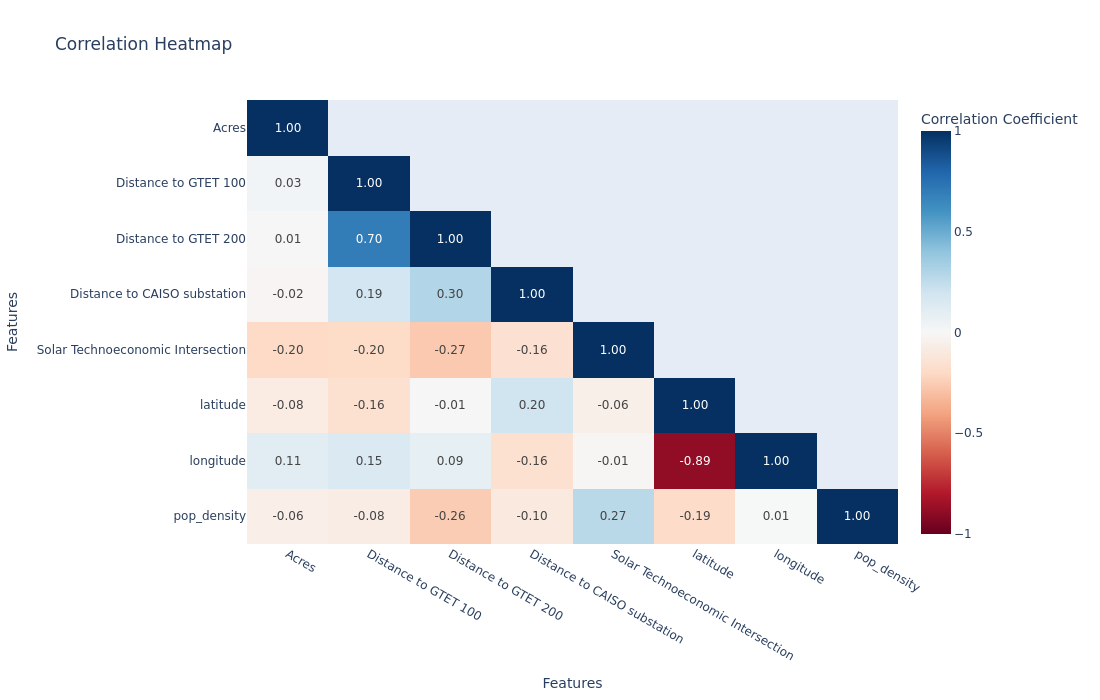 Correlation Heatmap
Correlation Coefficient
Acres 1.00
Distance to GTET 100 0.03 1.00
Distance to GTET 200 0.01 0.70 1.00
Distance to CAISO substation -0.02 0.19 0.30 1.00
Solar Technoeconomic Intersection -0.20 -0.20 -0.27 -0.16 1.00
latitude -0.08 -0.16 -0.01 0.20 -0.06 1.00
longitude 0.11 0.15 0.09 -0.16 -0.01 -0.89 1.00
pop_density -0.06 -0.08 -0.26 -0.10 0.27 -0.19 0.01 1.00
Features
1
0.5
0
−0.5
−1
Acres
Distance to GTET 100
Distance to GTET 200
Distance to CAISO substation
Solar Technoeconomic Intersection
latitude
longitude
pop_density
Features